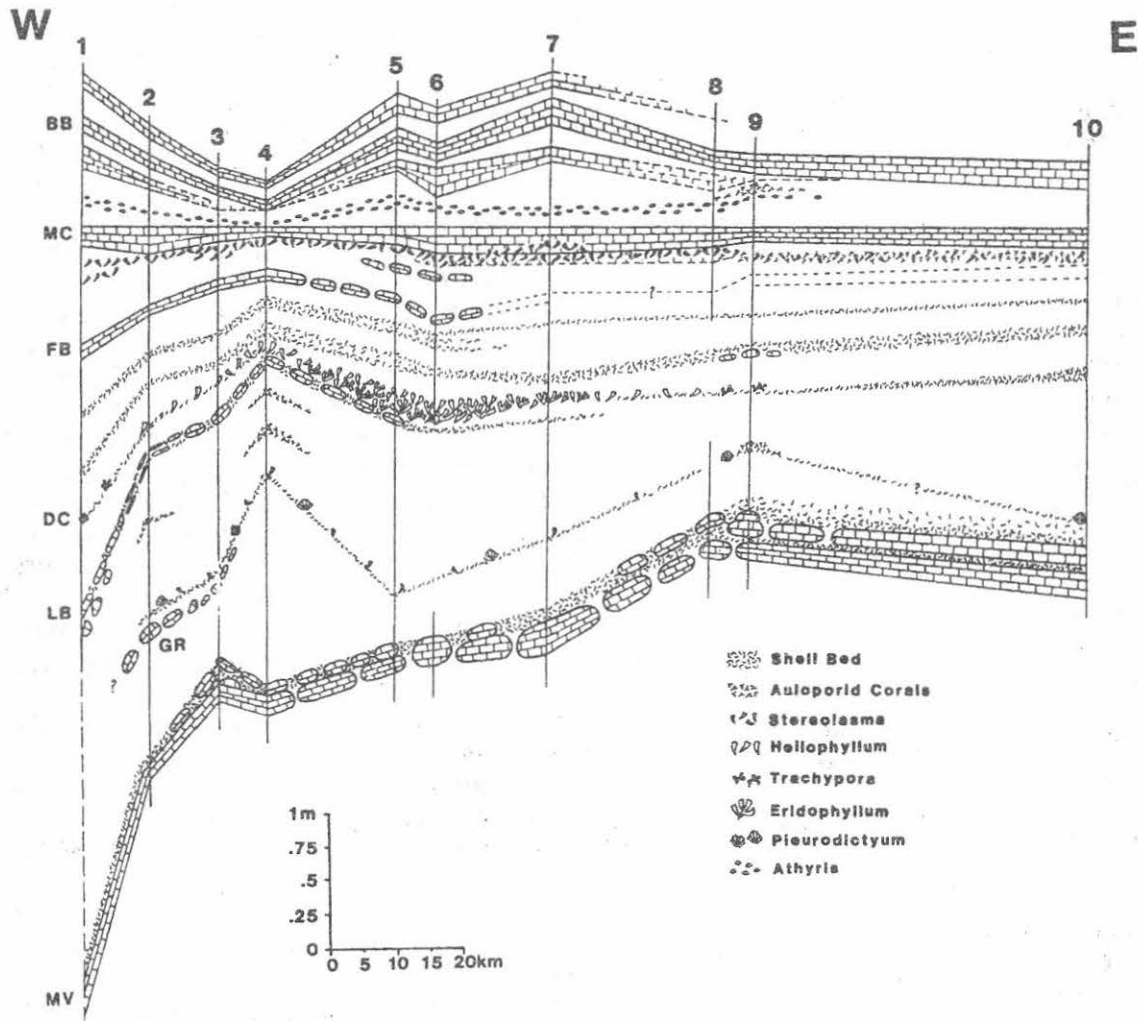 W
E
1
2
3
4
5
6
7
8
9
10
BB
MC
FB
DC
LB
GR
MV
?
?
?
Shell Bed
Auloporid Corals
Stereolasma
Heliophyllum
Trachypora
Eridophyllum
Pleurodictyum
Athyris
1m
.75
.5
.25
0
0 5 10 15 20km